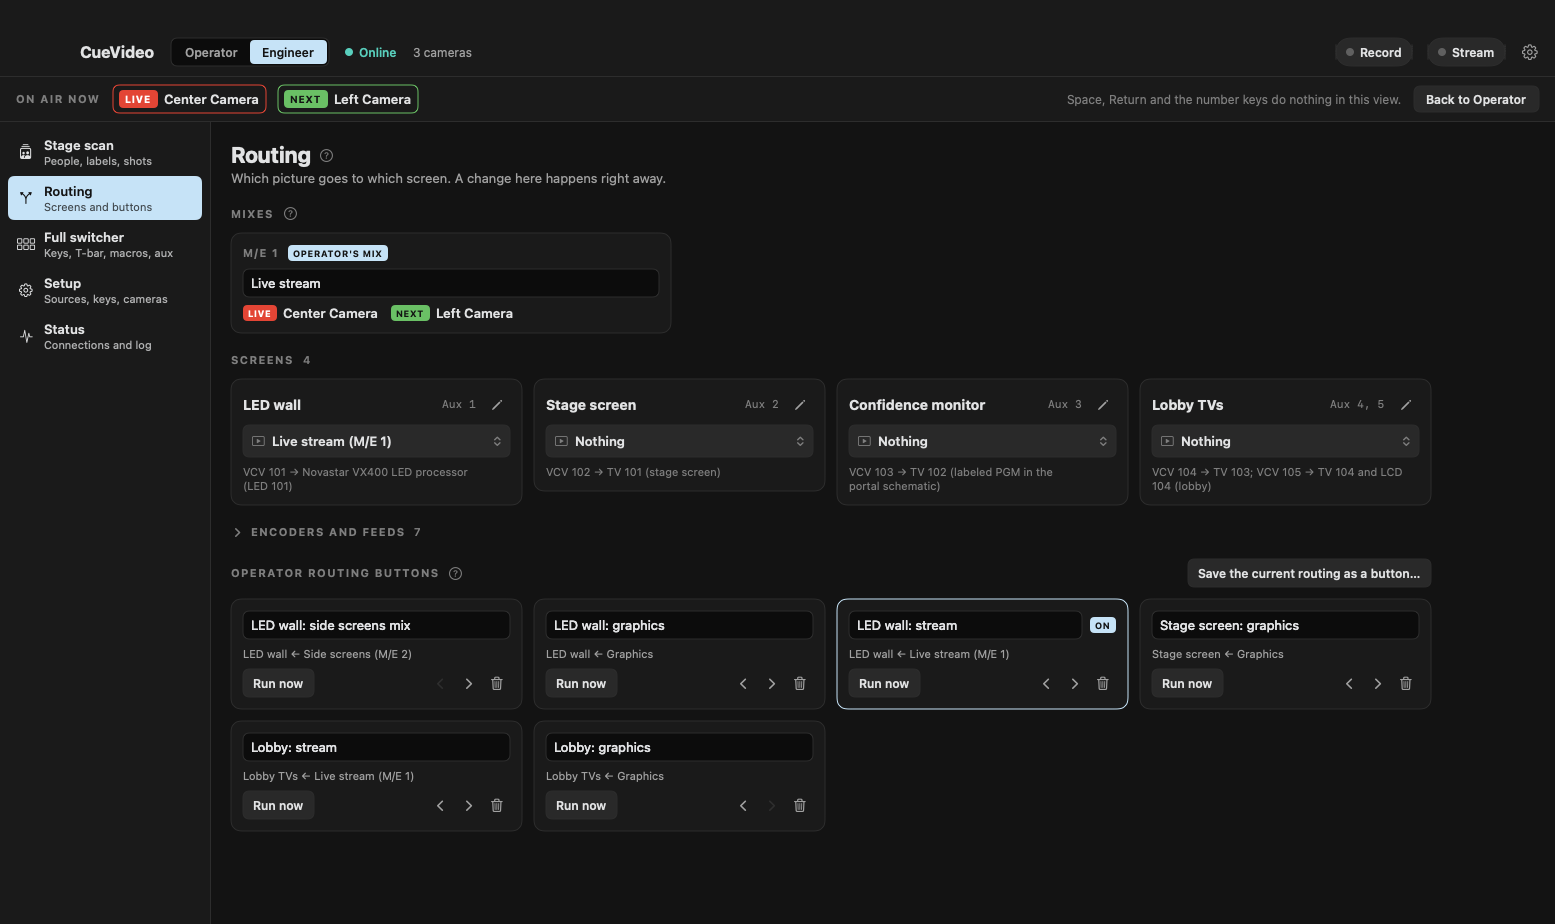 CueVideo Operator Engineer Online 3 cameras Record Stream
ON AIR NOW LIVE Center Camera NEXT Left Camera Space, Return and the number keys do nothing in this view. Back to Operator
Stage scan
People, labels, shots
Routing
Screens and buttons
Full switcher
Keys, T-bar, macros, aux
Setup
Sources, keys, cameras
Status
Connections and log
Routing ?
Which picture goes to which screen. A change here happens right away.
MIXES ?
M/E 1 OPERATOR'S MIX
Live stream
LIVE Center Camera NEXT Left Camera
SCREENS 4
LED wall Aux 1
Live stream (M/E 1)
VCV 101 → Novastar VX400 LED processor
(LED 101)
Stage screen Aux 2
Nothing
VCV 102 → TV 101 (stage screen)
Confidence monitor Aux 3
Nothing
VCV 103 → TV 102 (labeled PGM in the
portal schematic)
Lobby TVs Aux 4, 5
Nothing
VCV 104 → TV 103; VCV 105 → TV 104 and LCD
104 (lobby)
ENCODERS AND FEEDS 7
OPERATOR ROUTING BUTTONS ? Save the current routing as a button...
LED wall: side screens mix
LED wall ← Side screens (M/E 2)
Run now
LED wall: graphics
LED wall ← Graphics
Run now
LED wall: stream ON
LED wall ← Live stream (M/E 1)
Run now
Stage screen: graphics
Stage screen ← Graphics
Run now
Lobby: stream
Lobby TVs ← Live stream (M/E 1)
Run now
Lobby: graphics
Lobby TVs ← Graphics
Run now